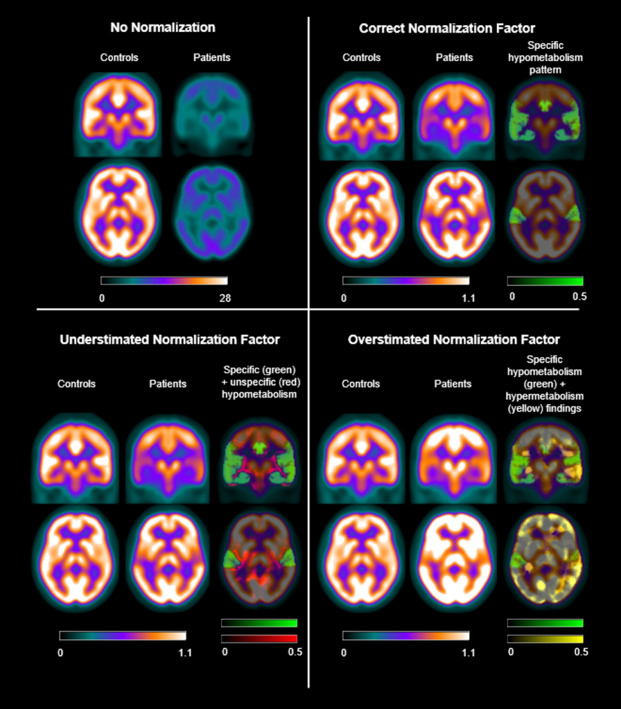 No Normalization
Controls
Patients
0
28
Correct Normalization Factor
Controls
Patients
Specific
hypometabolism
pattern
0
1.1
0
0.5
Understimated Normalization Factor
Controls
Patients
Specific (green)
+ unspecific (red)
hypometabolism
0
1.1
0
0.5
Overstimated Normalization Factor
Controls
Patients
Specific
hypometabolism
(green) +
hypermetabolism
(yellow) findings
0
1.1
0
0.5